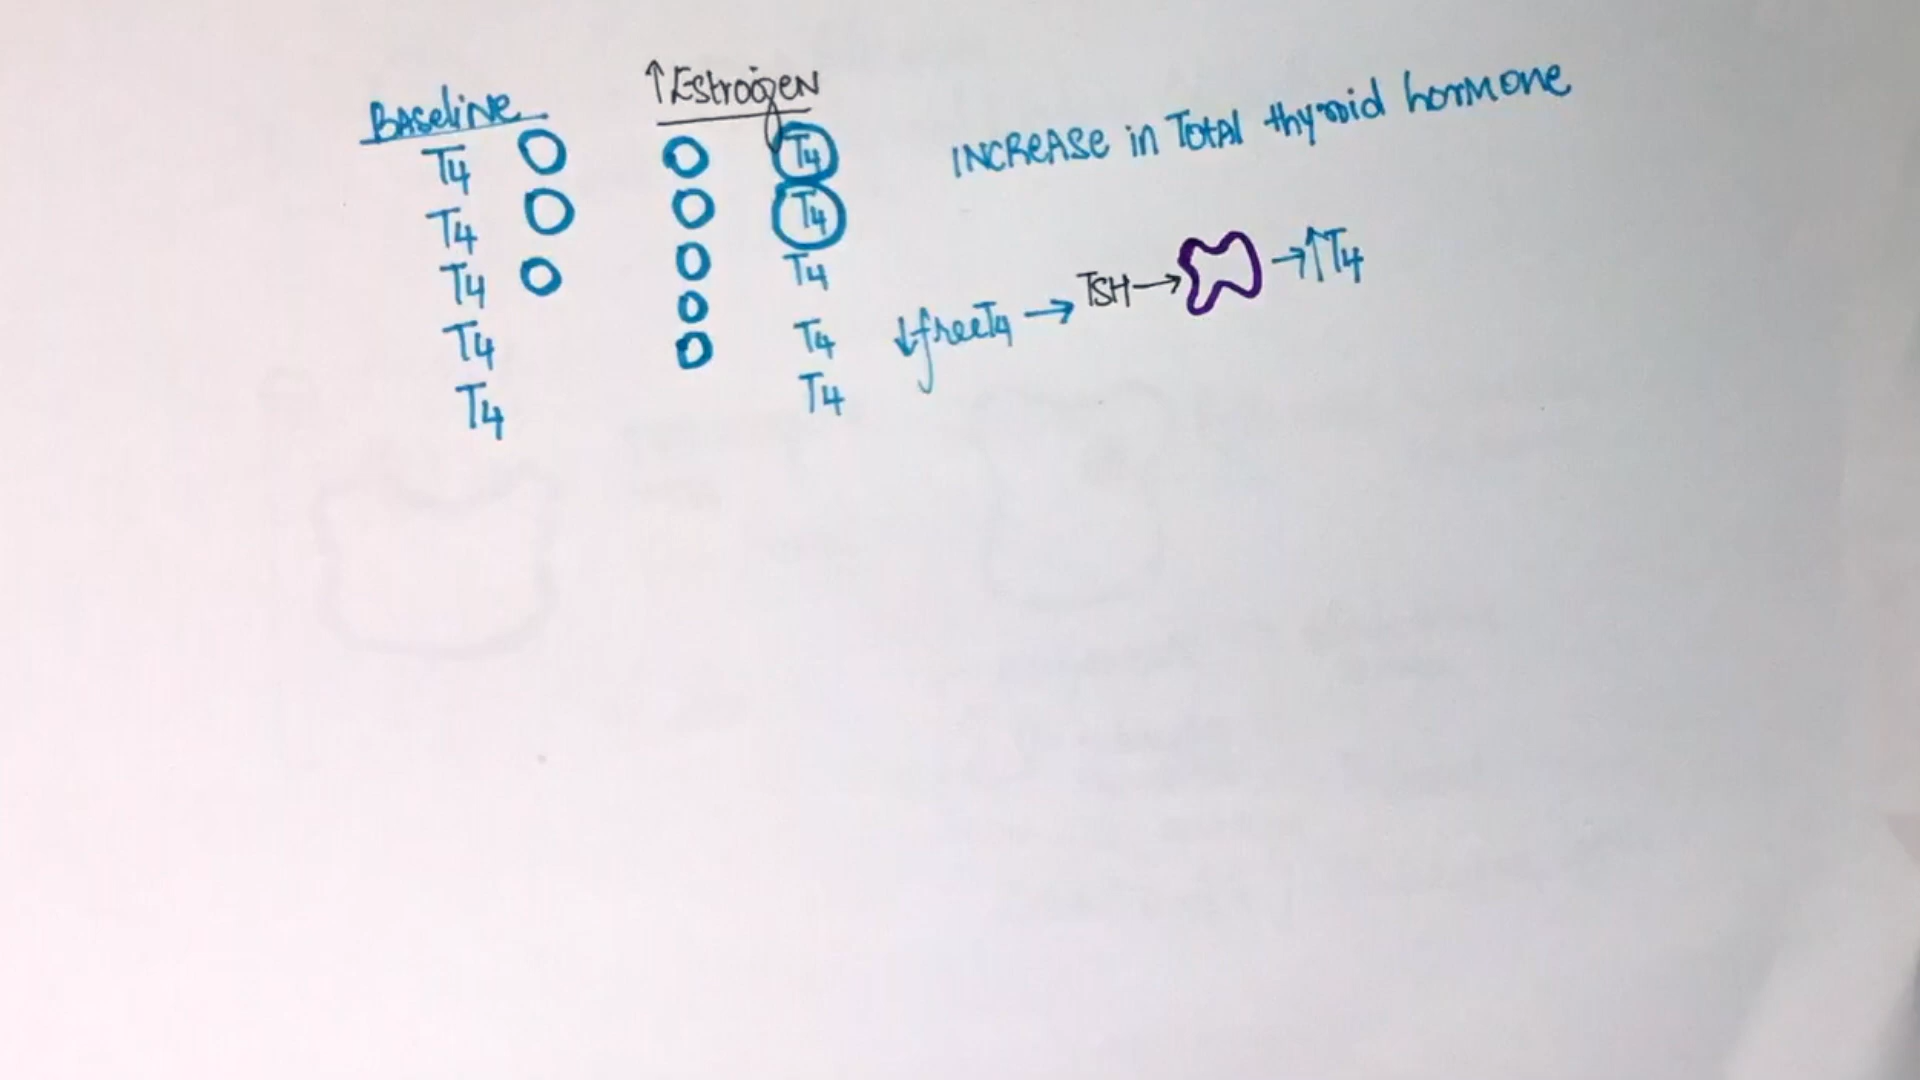 Baseline
T4
T4
T4
T4
T4
↑Estrogen
T4
T4
T4
T4
T4
INCREASE in Total thyroid hormone
↓freeT4 → TSH → → ↑T4